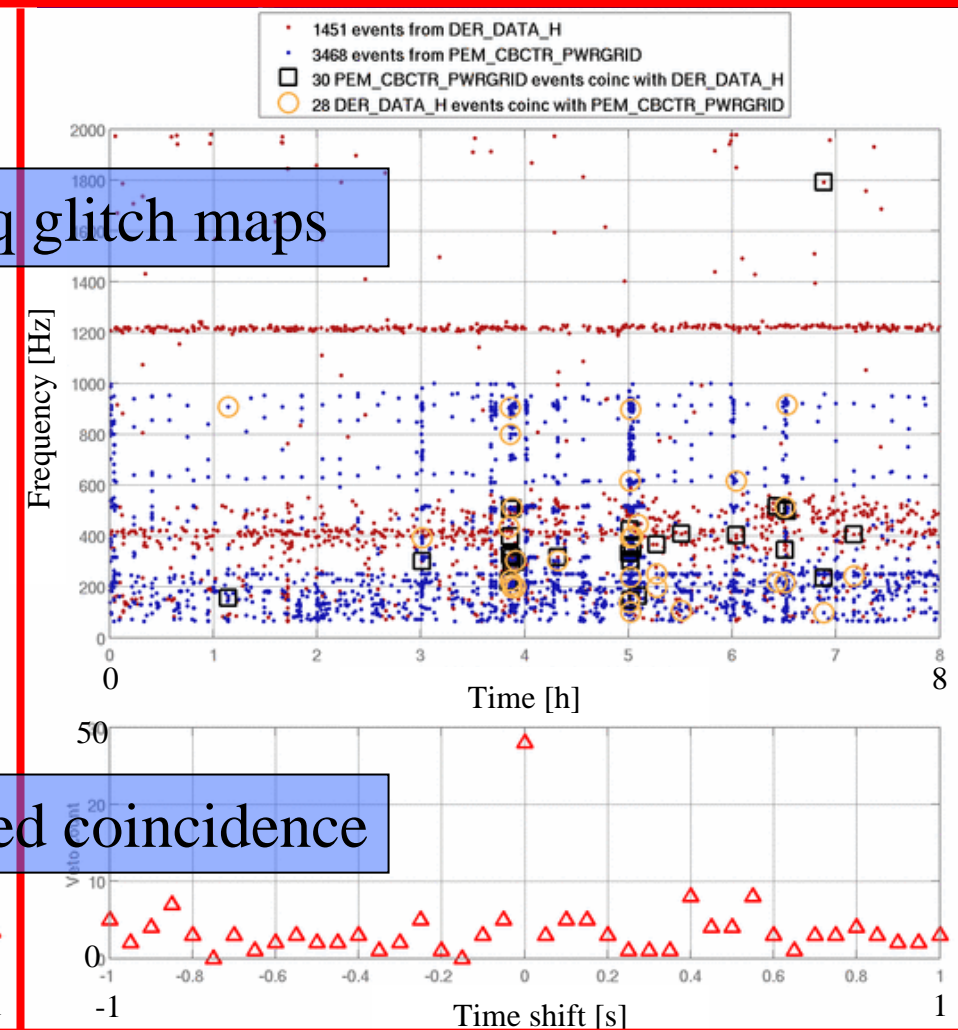 1451 events from DER_DATA_H
3468 events from PEM_CBCTR_PWRGRID
30 PEM_CBCTR_PWRGRID events coinc with DER_DATA_H
28 DER_DATA_H events coinc with PEM_CBCTR_PWRGRID
2000
1800
q glitch maps
1600
1400
1200
1000
800
600
400
200
0
Frequency [Hz]
0 1 2 3 4 5 6 7 8
0 8
Time [h]
50
20
ed coincidence
Veto count
10
0
-1 -0.8 -0.6 -0.4 -0.2 0 0.2 0.4 0.6 0.8 1
-1 1
Time shift [s]